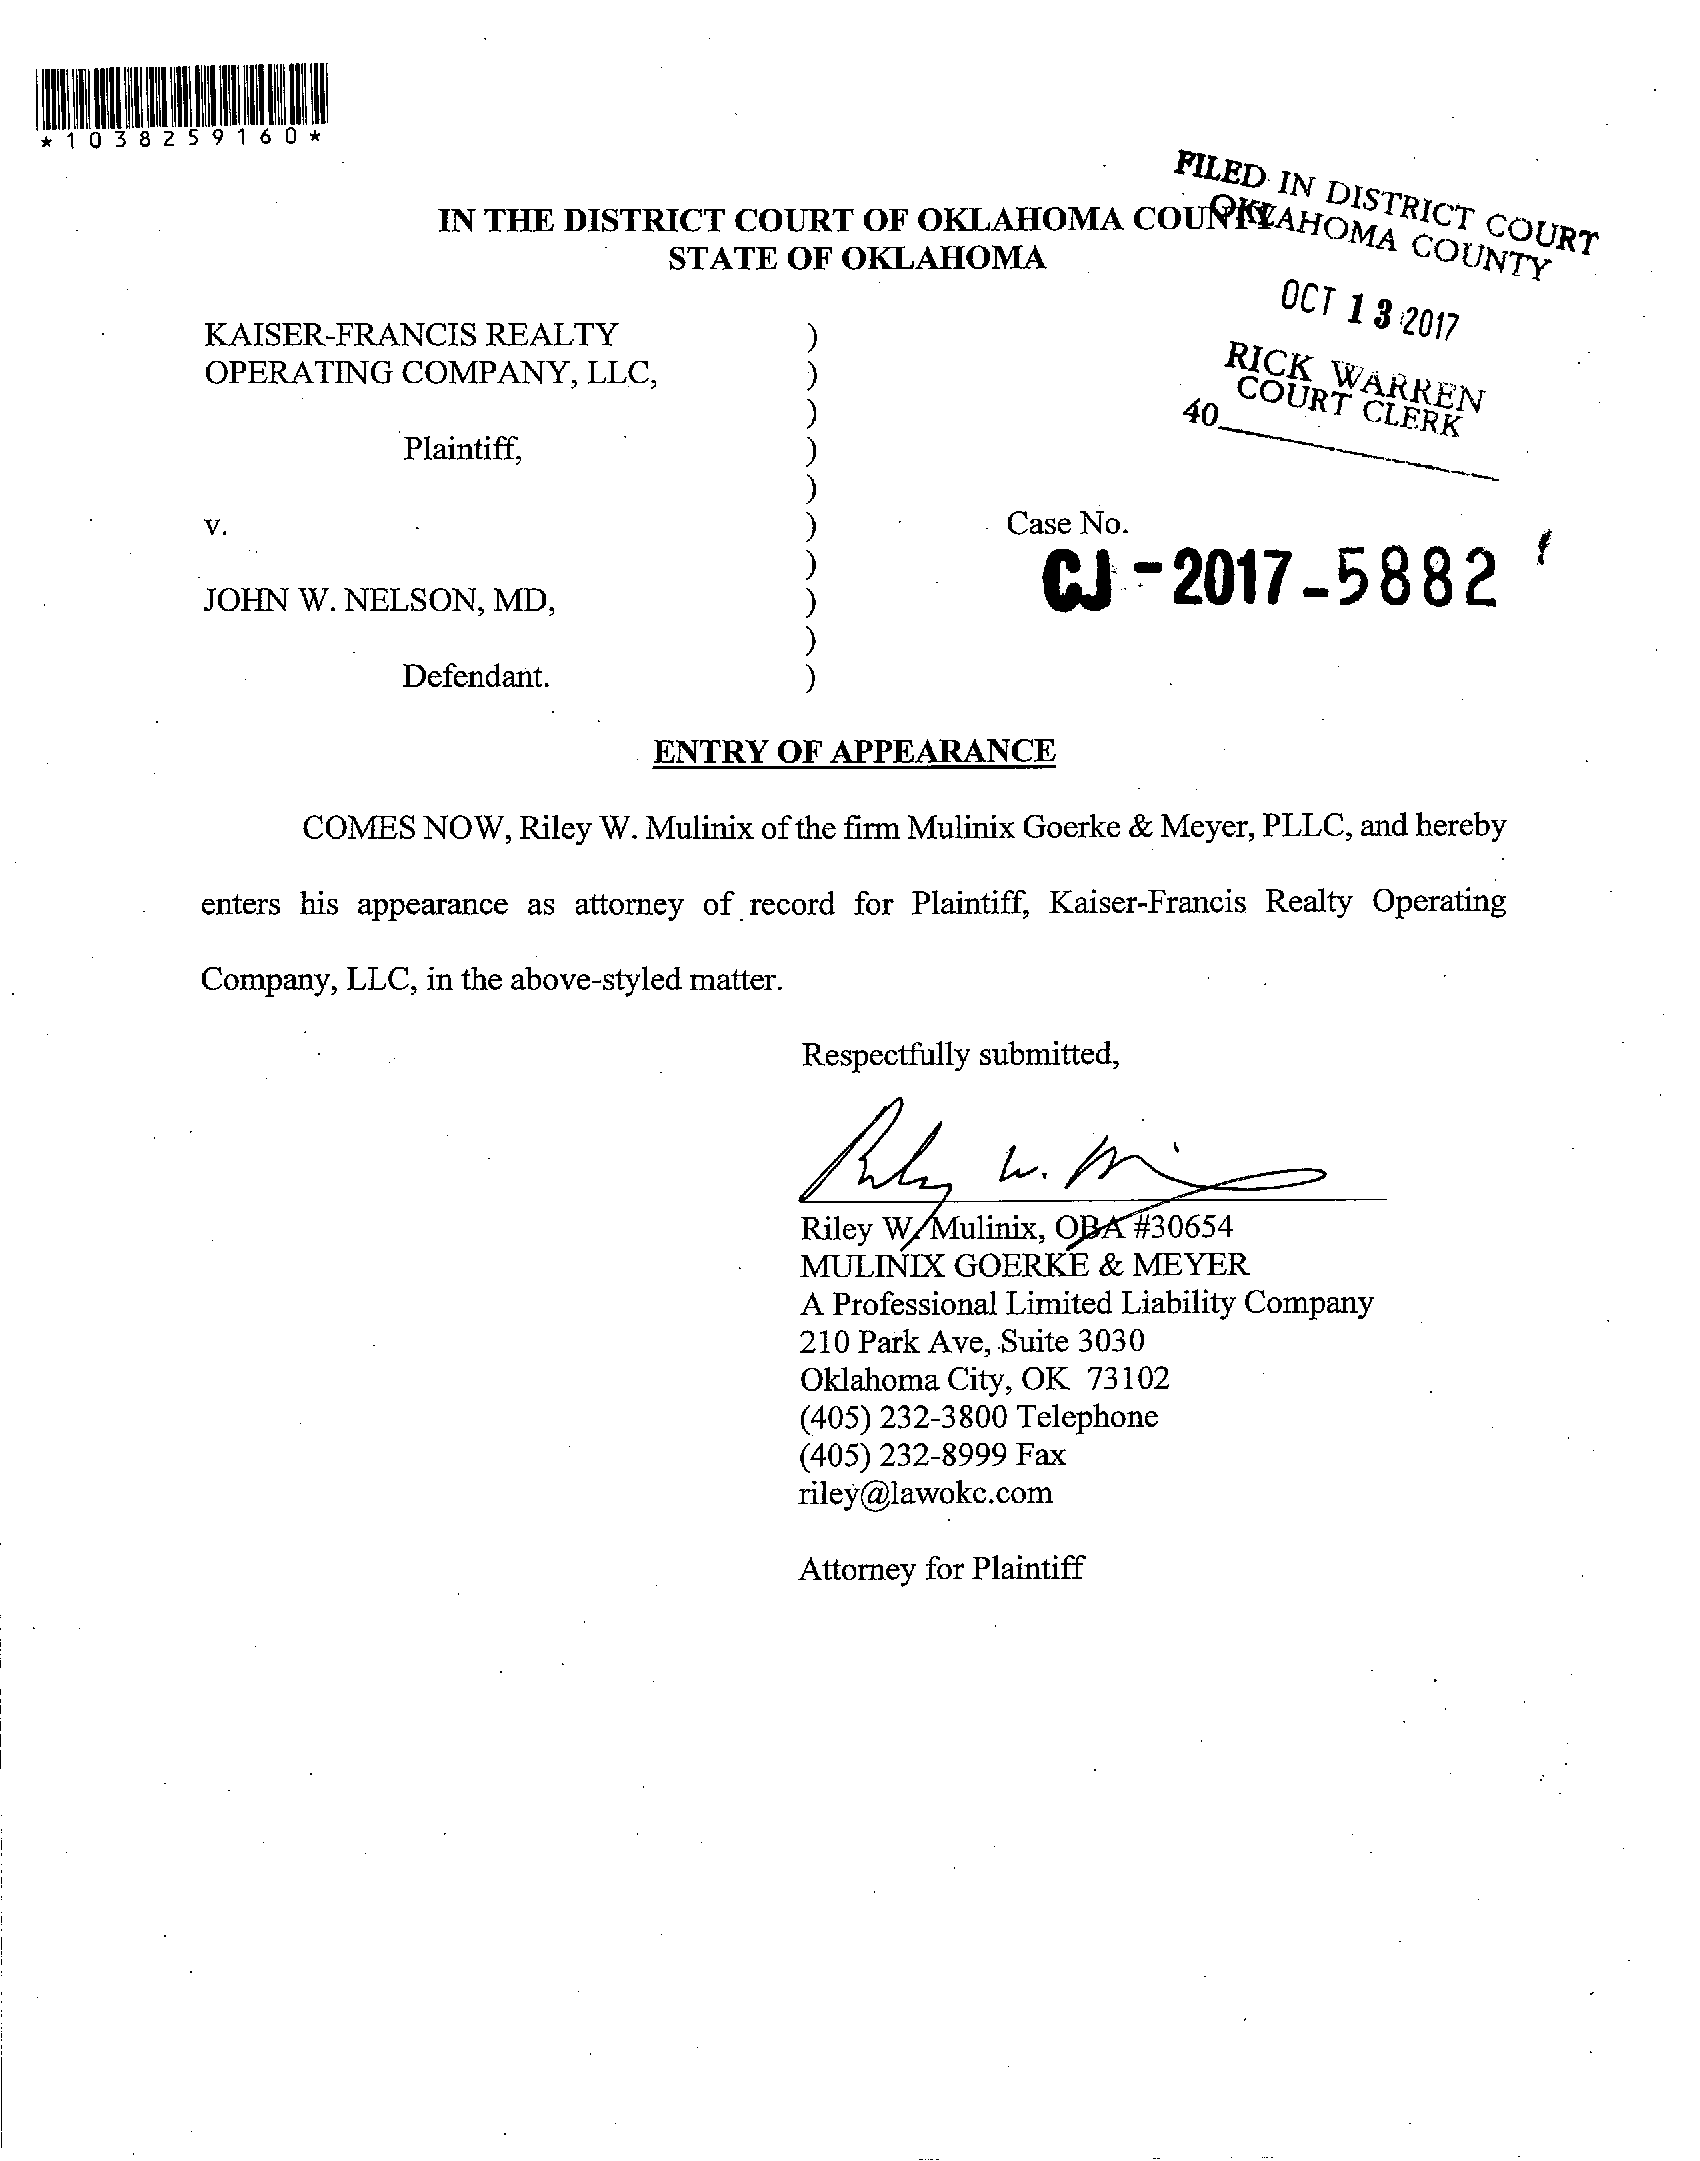 *1038259160*
FILED IN DISTRICT COURT
OKLAHOMA COUNTY
IN THE DISTRICT COURT OF OKLAHOMA COUNTY
STATE OF OKLAHOMA
OCT 13 2017
RICK WARREN
COURT CLERK
40
KAISER-FRANCIS REALTY )
OPERATING COMPANY, LLC, )
)
Plaintiff, )
)
v. ) Case No.
) CJ-2017-5882
JOHN W. NELSON, MD, )
)
Defendant. )
ENTRY OF APPEARANCE
COMES NOW, Riley W. Mulinix of the firm Mulinix Goerke & Meyer, PLLC, and hereby
enters his appearance as attorney of record for Plaintiff, Kaiser-Francis Realty Operating
Company, LLC, in the above-styled matter.
Respectfully submitted,
Riley W. Mulinix, OBA #30654
MULINIX GOERKE & MEYER
A Professional Limited Liability Company
210 Park Ave, Suite 3030
Oklahoma City, OK 73102
(405) 232-3800 Telephone
(405) 232-8999 Fax
riley@lawokc.com
Attorney for Plaintiff